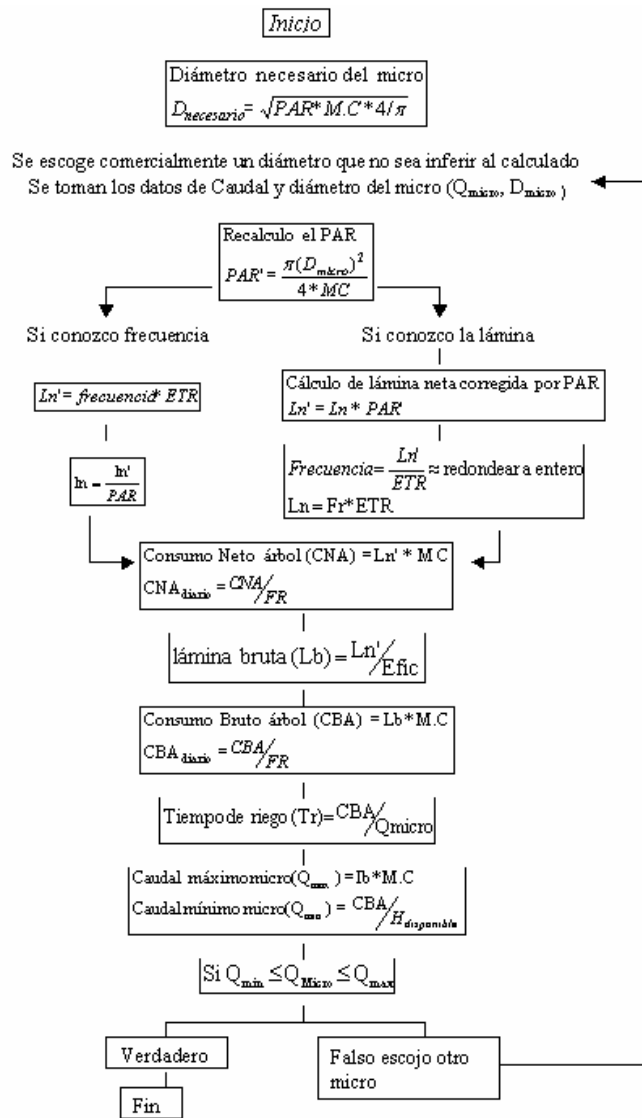 Inicio
Diámetro necesario del micro
D_necesario = √PAR* M.C * 4/π
Se escoge comercialmente un diámetro que no sea inferir al calculado
Se toman los datos de Caudal y diámetro del micro (Q_micro, D_micro)
Recalculo el PAR
PAR' = π(D_micro)² / 4* MC
Si conozco frecuencia
Si conozco la lámina
Ln' = frecuencia* ETR
Cálculo de lámina neta corregida por PAR
Ln' = Ln * PAR'
ln = ln' / PAR
Frecuencia = Ln' / ETR ≈ redondear a entero
Ln = Fr*ETR
Consumo Neto árbol (CNA) = Ln' * M C
CNA_diario = CNA/FR
lámina bruta (Lb) = Ln'/Efic
Consumo Bruto árbol (CBA) = Lb* M.C
CBA_diario = CBA/FR
Tiempo de riego (Tr)= CBA/Qmicro
Caudal máximo micro(Q_max) = Ib* M.C
Caudal mínimo micro(Q_min) = CBA/H_disponible
Si Q_min ≤ Q_Micro ≤ Q_max
Verdadero
Falso escojo otro
micro
Fin